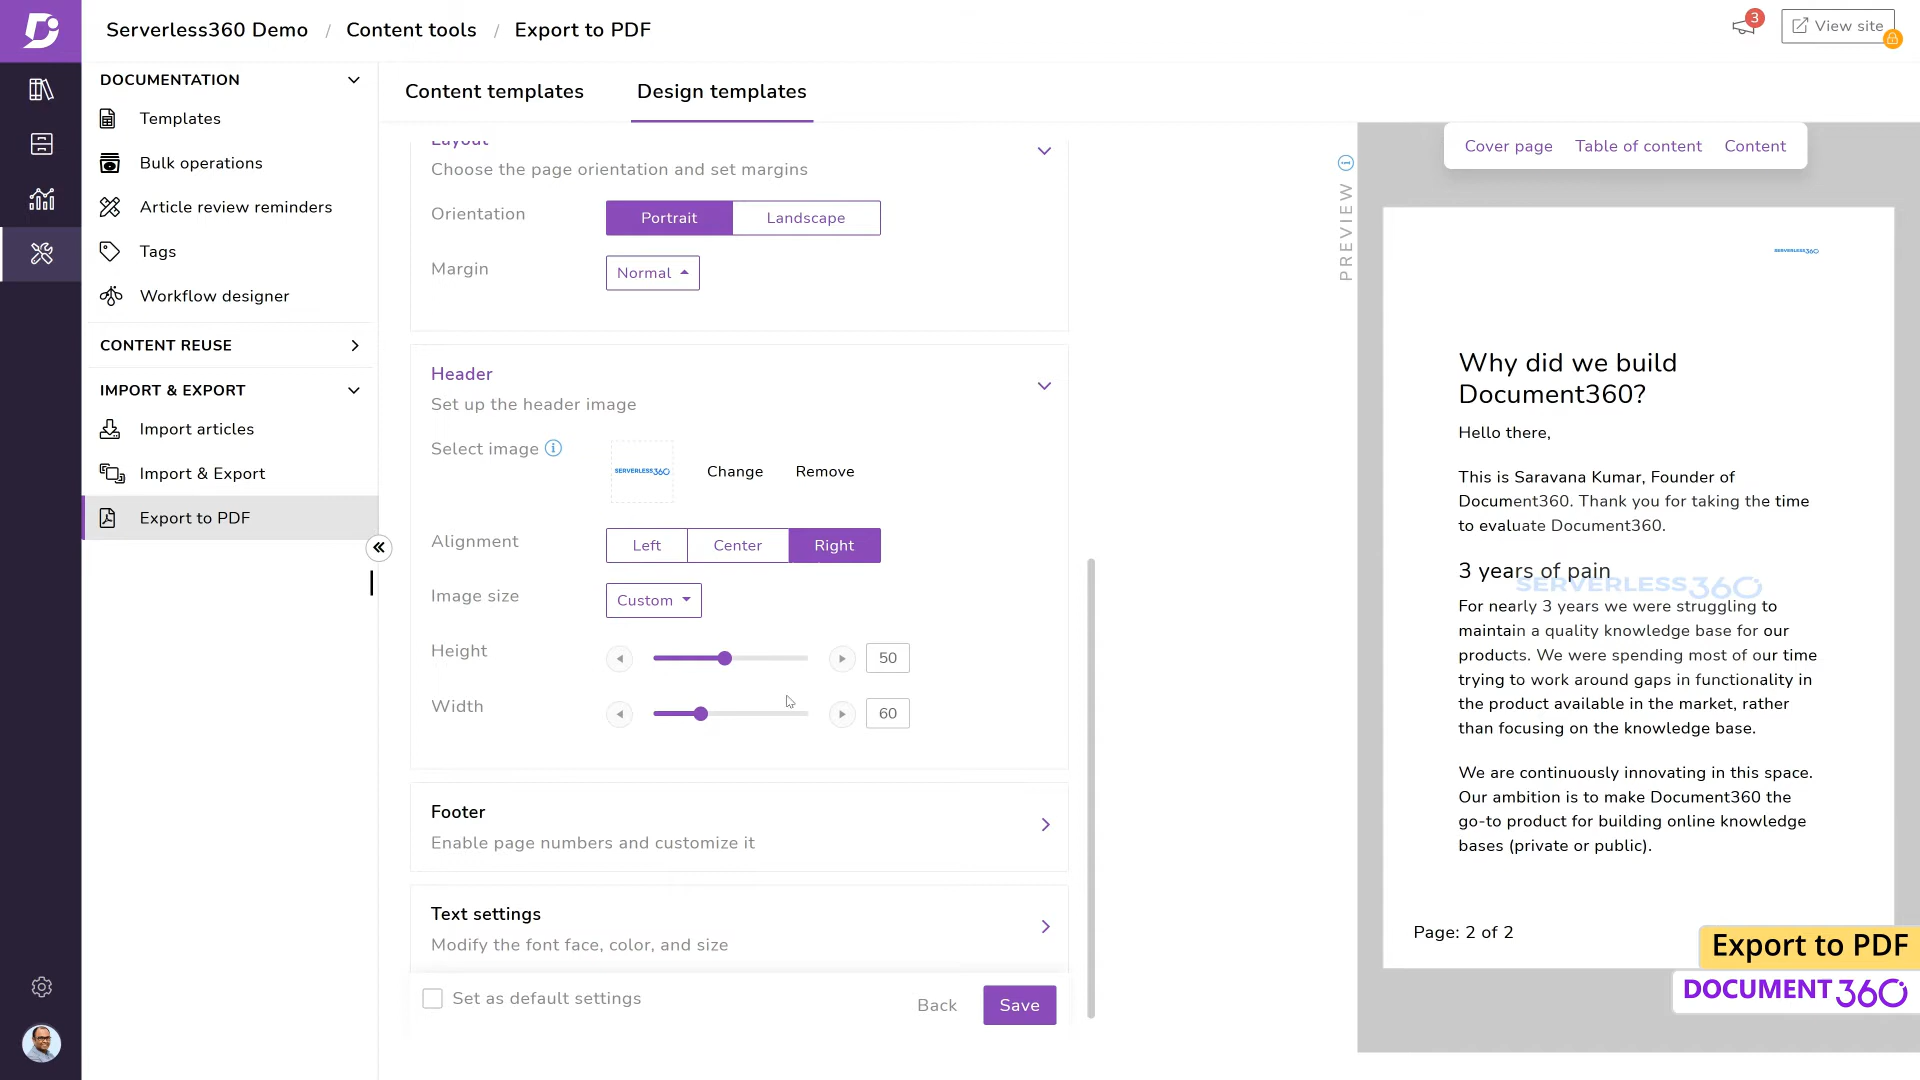 Serverless360 Demo / Content tools / Export to PDF
3
View site
DOCUMENTATION
Templates
Bulk operations
Article review reminders
Tags
Workflow designer
CONTENT REUSE
IMPORT & EXPORT
Import articles
Import & Export
Export to PDF
Content templates
Design templates
Layout
Choose the page orientation and set margins
Orientation
Portrait
Landscape
Margin
Normal
Header
Set up the header image
Select image
SERVERLESS360
Change
Remove
Alignment
Left
Center
Right
Image size
Custom
Height
50
Width
60
Footer
Enable page numbers and customize it
Text settings
Modify the font face, color, and size
Set as default settings
Back
Save
PREVIEW
Cover page
Table of content
Content
SERVERLESS360
Why did we build
Document360?
Hello there,
This is Saravana Kumar, Founder of
Document360. Thank you for taking the time
to evaluate Document360.
3 years of pain
SERVERLESS360
For nearly 3 years we were struggling to
maintain a quality knowledge base for our
products. We were spending most of our time
trying to work around gaps in functionality in
the product available in the market, rather
than focusing on the knowledge base.
We are continuously innovating in this space.
Our ambition is to make Document360 the
go-to product for building online knowledge
bases (private or public).
Page: 2 of 2
Export to PDF
DOCUMENT360